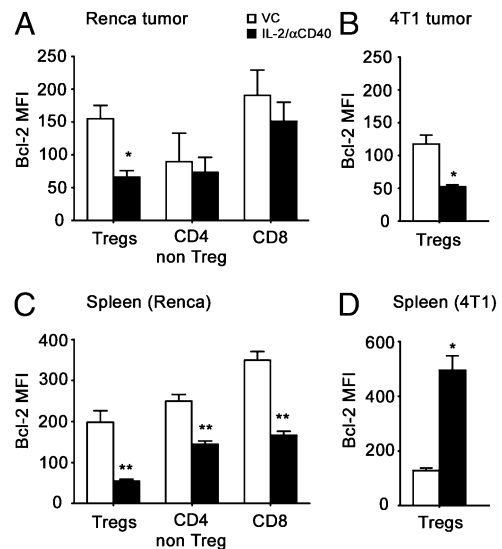 A Renca tumor
VC
IL-2/αCD40
Bcl-2 MFI
250
200
150
100
50
0
*
Tregs
CD4
non Treg
CD8
B 4T1 tumor
Bcl-2 MFI
250
200
150
100
50
0
*
Tregs
C Spleen (Renca)
Bcl-2 MFI
400
300
200
100
0
**
**
**
Tregs
CD4
non Treg
CD8
D Spleen (4T1)
Bcl-2 MFI
600
400
200
0
*
Tregs